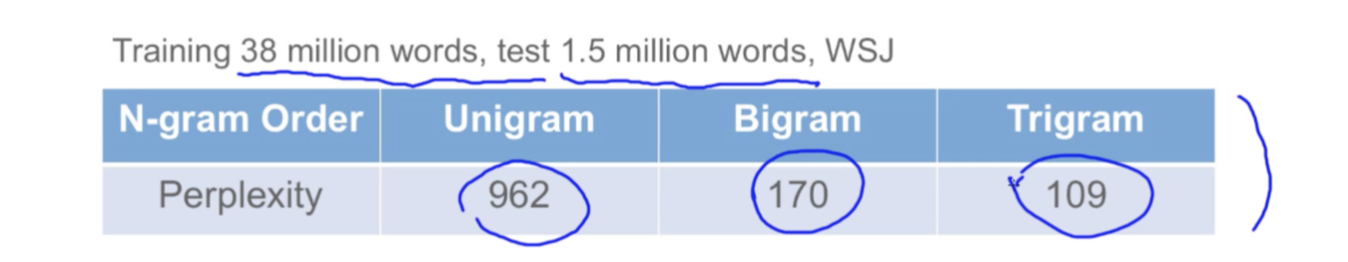 Training 38 million words, test 1.5 million words, WSJ
N-gram Order Unigram Bigram Trigram
Perplexity 962 170 109